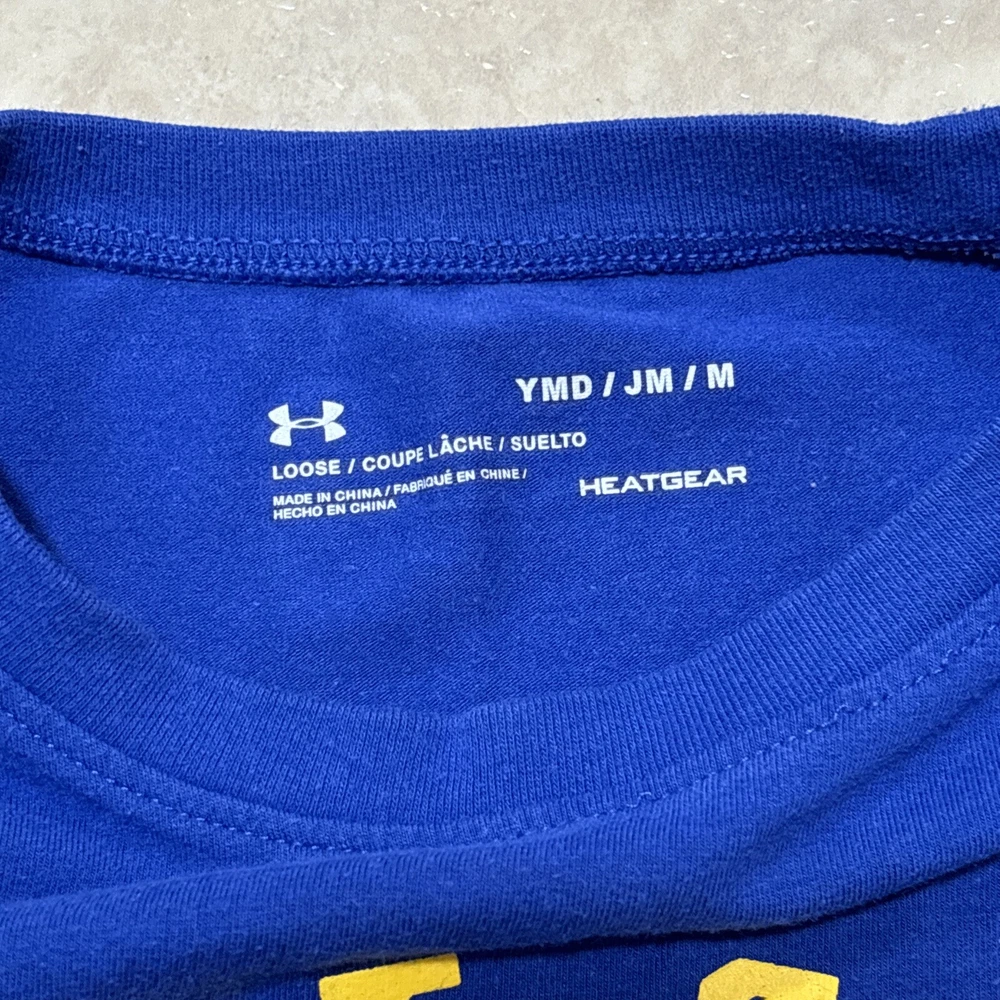 YMD / JM / M
LOOSE / COUPE LÂCHE / SUELTO
MADE IN CHINA / FABRIQUÉ EN CHINE /
HECHO EN CHINA
HEATGEAR